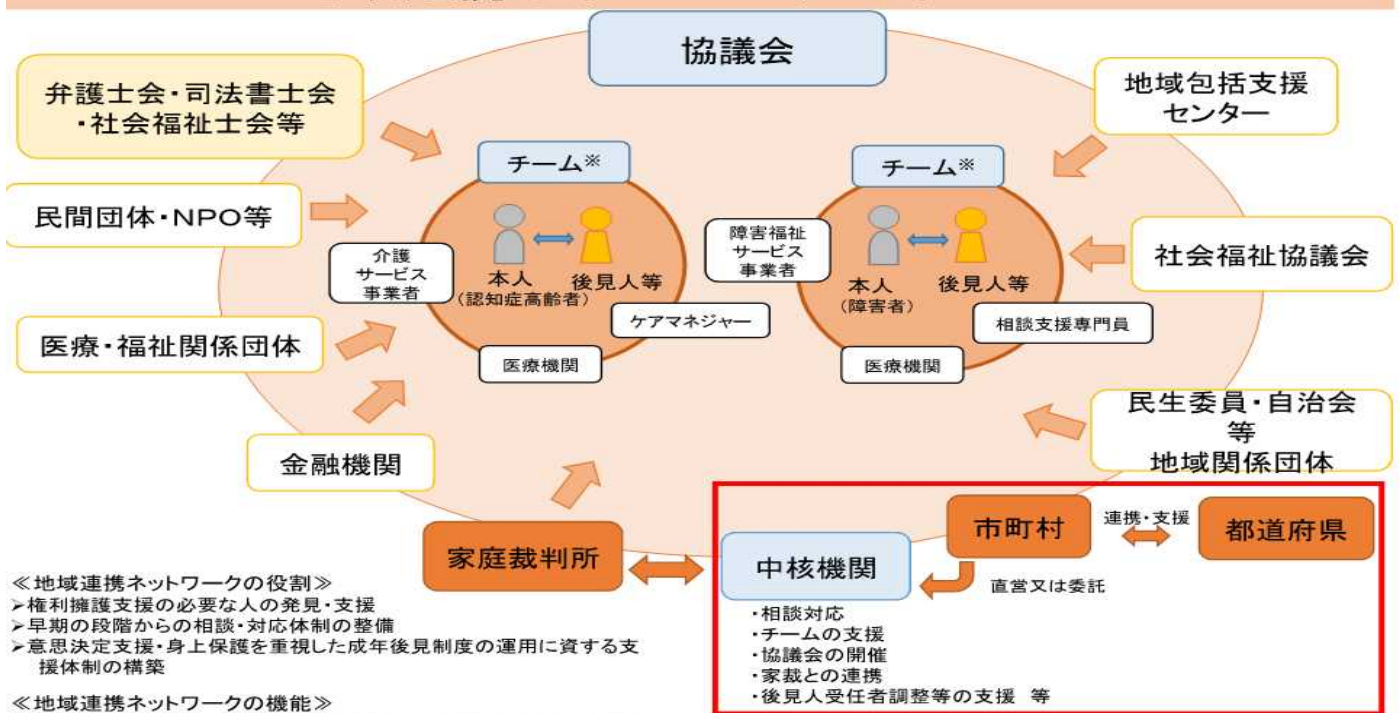 協議会
弁護士会・司法書士会
・社会福祉士会等
地域包括支援
センター
チーム※
チーム※
民間団体・NPO等
介護
サービス
事業者
本人
(認知症高齢者)
後見人等
ケアマネジャー
医療機関
障害福祉
サービス
事業者
本人
(障害者)
後見人等
相談支援専門員
医療機関
社会福祉協議会
医療・福祉関係団体
民生委員・自治会
等
地域関係団体
金融機関
家庭裁判所
中核機関
市町村
連携・支援
都道府県
直営又は委託
・相談対応
・チームの支援
・協議会の開催
・家裁との連携
・後見人受任者調整等の支援 等
≪地域連携ネットワークの役割≫
➢権利擁護支援の必要な人の発見・支援
➢早期の段階からの相談・対応体制の整備
➢意思決定支援・身上保護を重視した成年後見制度の運用に資する支
援体制の構築
≪地域連携ネットワークの機能≫